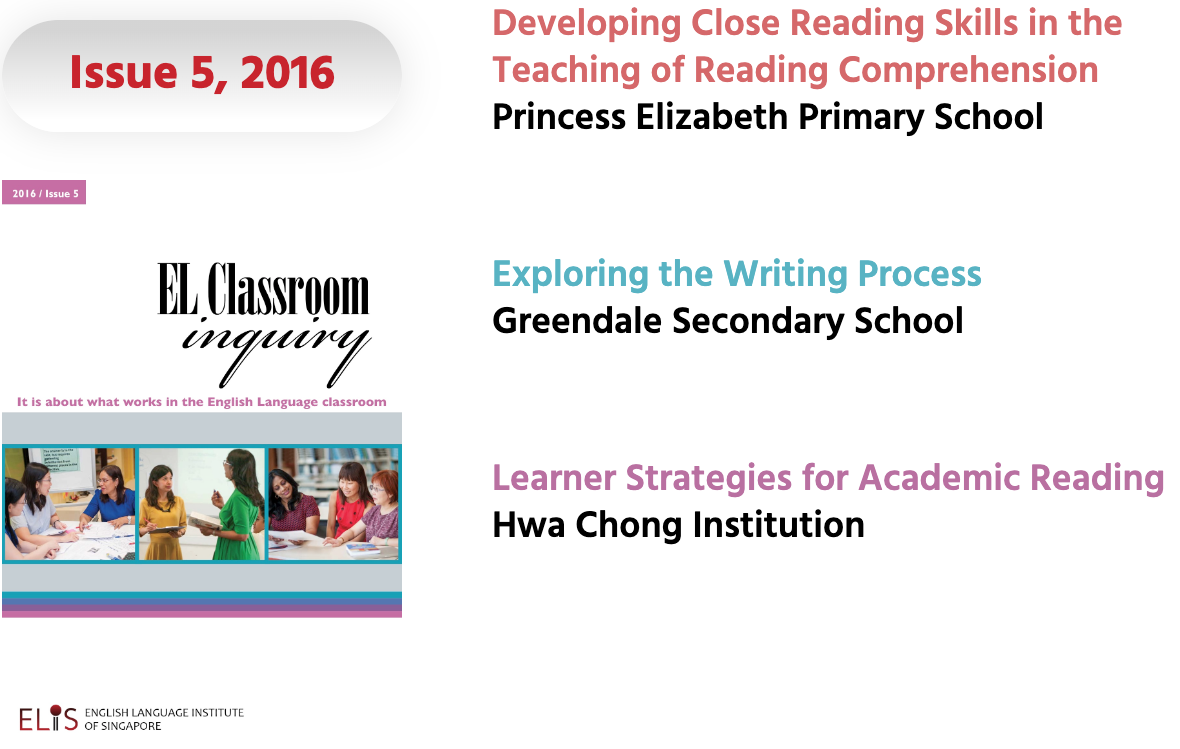 Issue 5, 2016
2016 / Issue 5
EL Classroom
inquiry
It is about what works in the English Language classroom
ELIS ENGLISH LANGUAGE INSTITUTE
OF SINGAPORE
Developing Close Reading Skills in the
Teaching of Reading Comprehension
Princess Elizabeth Primary School
Exploring the Writing Process
Greendale Secondary School
Learner Strategies for Academic Reading
Hwa Chong Institution